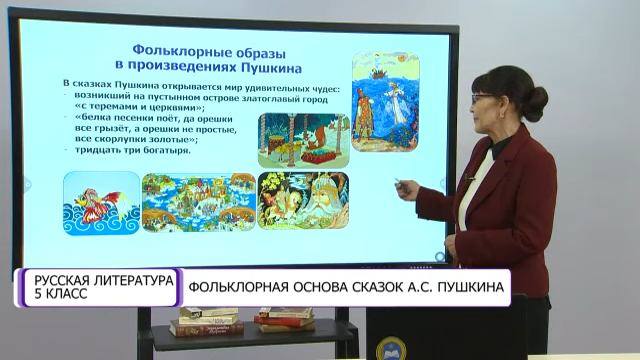 Фольклорные образы
в произведениях Пушкина
В сказках Пушкина открывается мир удивительных чудес:
- возникший на пустынном острове златоглавый город
«с теремами и церквями»;
- «белка песенки поёт, да орешки
все грызёт, а орешки не простые,
все скорлупки золотые»;
- тридцать три богатыря.
РУССКАЯ ЛИТЕРАТУРА
5 КЛАСС
ФОЛЬКЛОРНАЯ ОСНОВА СКАЗОК А.С. ПУШКИНА